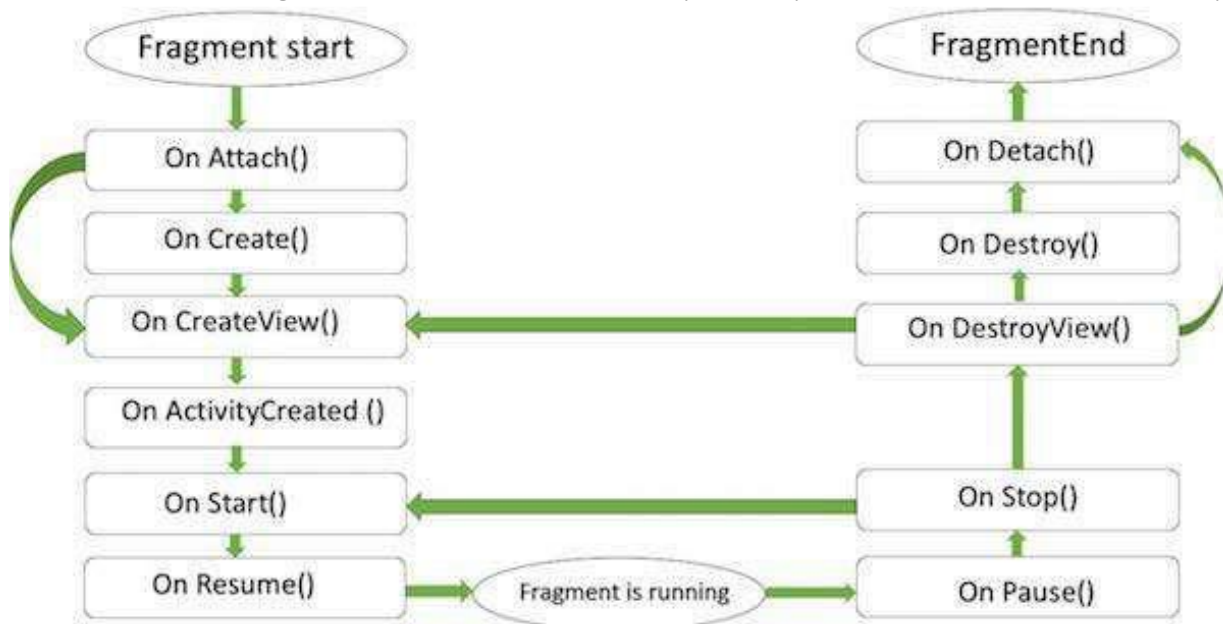 Fragment start
On Attach()
On Create()
On CreateView()
On ActivityCreated ()
On Start()
On Resume()
Fragment is running
FragmentEnd
On Detach()
On Destroy()
On DestroyView()
On Stop()
On Pause()